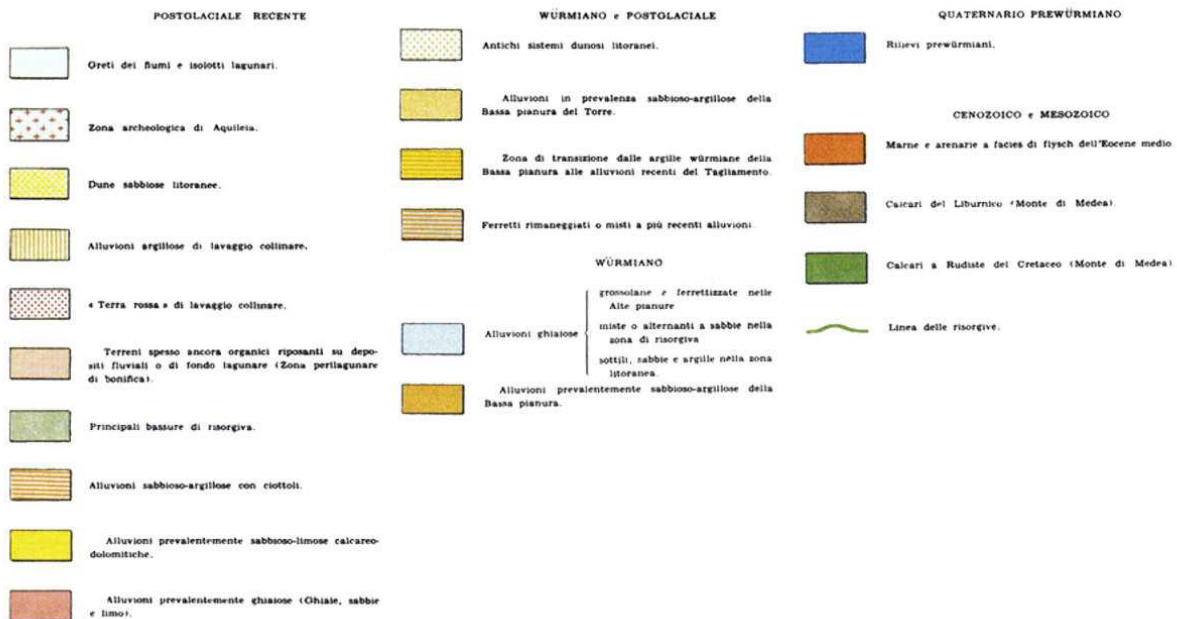 POSTOLACIALE RECENTE
Greti dei fiumi e isolotti lagunari.
Zona archeologica di Aquileia.
Dune sabbiose litoranee.
Alluvioni argillose di lavaggio collinare.
« Terra rossa » di lavaggio collinare.
Terreni spesso ancora organici riposanti su depo-
siti fluviali o di fondo lagunare (Zona perilagunare
di bonifica).
Principali bassure di risorgiva.
Alluvioni sabbioso-argillose con ciottoli.
Alluvioni prevalentemente sabbioso-limose calcareo-
dolomitiche.
Alluvioni prevalentemente ghiaiose (Ghiaie, sabbie
e limo).
WÜRMIANO e POSTOLACIALE
Antichi sistemi dunosi litoranei.
Alluvioni in prevalenza sabbioso-argillose della
Bassa pianura del Torre.
Zona di transizione dalle argille würmiane della
Bassa pianura alle alluvioni recenti del Tagliamento.
Ferretti rimaneggiati o misti a più recenti alluvioni.
WÜRMIANO
Alluvioni ghiaiose
grossolane e ferrettizzate nelle
Alte pianure
miste o alternanti a sabbie nella
zona di risorgiva
sottili, sabbie e argille nella zona
litoranea.
Alluvioni prevalentemente sabbioso-argillose della
Bassa pianura.
QUATERNARIO PREWÜRMIANO
Rilievi prewürmiani.
CENOZOICO e MESOZOICO
Marne e arenarie a facies di flysch dell'Eocene medio
Calcari del Liburnico (Monte di Medea).
Calcari a Rudiste del Cretaceo (Monte di Medea)
Linea delle risorgive.